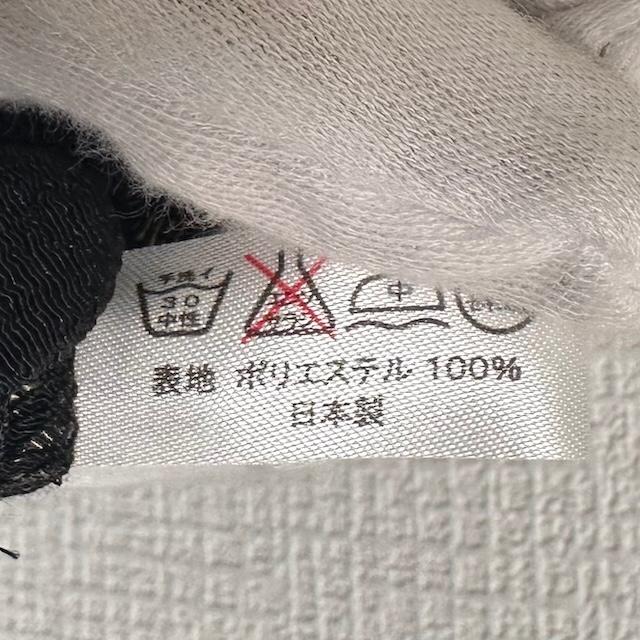 手洗イ
30
中性
中
表地 ポリエステル 100%
日本製